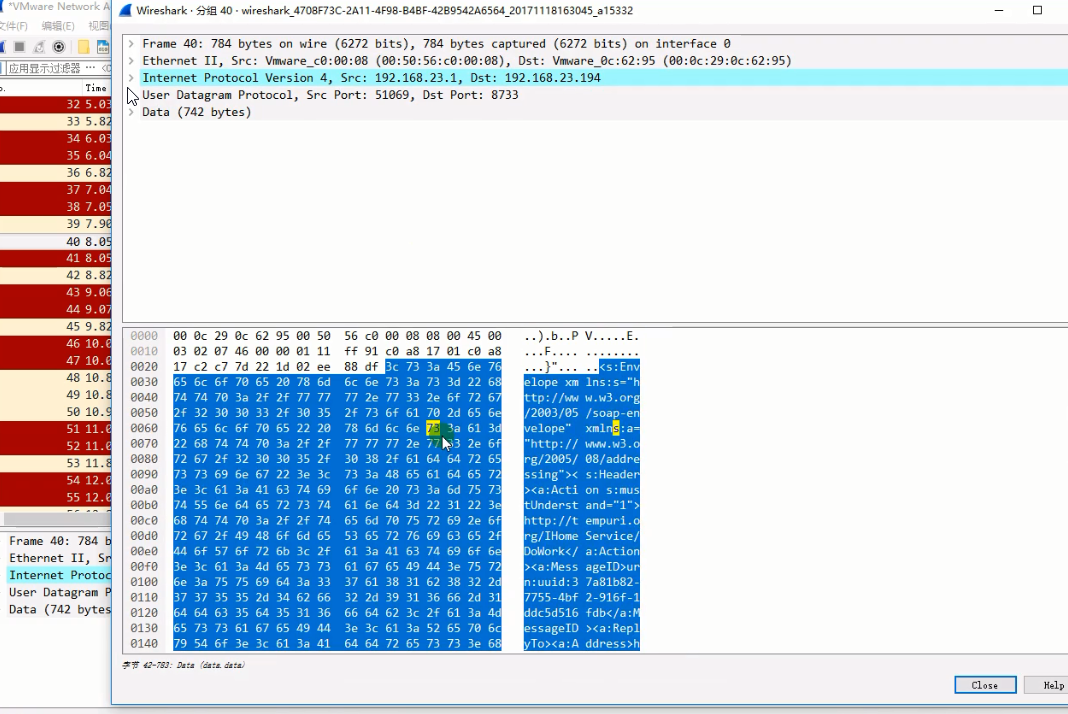 *VMware Network A
Wireshark · 分组 40 · wireshark_4708F73C-2A11-4F98-B4BF-42B9542A6564_20171118163045_a15332
文件(F) 编辑(E) 视图
应用显示过滤器 ⋯ <C
o. Time
32 5.03
33 5.82
34 6.03
35 6.04
36 6.82
37 7.04
38 7.05
39 7.90
40 8.05
41 8.05
42 8.82
43 9.06
44 9.07
45 9.82
46 10.0
47 10.0
48 10.8
49 10.8
50 10.9
51 11.0
52 11.0
53 11.8
54 12.0
55 12.0
Frame 40: 784 b
Ethernet II, Sr
Internet Protoc
User Datagram P
Data (742 bytes
Frame 40: 784 bytes on wire (6272 bits), 784 bytes captured (6272 bits) on interface 0
Ethernet II, Src: Vmware_c0:00:08 (00:50:56:c0:00:08), Dst: Vmware_0c:62:95 (00:0c:29:0c:62:95)
Internet Protocol Version 4, Src: 192.168.23.1, Dst: 192.168.23.194
User Datagram Protocol, Src Port: 51069, Dst Port: 8733
Data (742 bytes)
0000 00 0c 29 0c 62 95 00 50 56 c0 00 08 08 00 45 00 ..).b..P V.....E.
0010 03 02 07 46 00 00 01 11 ff 91 c0 a8 17 01 c0 a8 ...F.... ........
0020 17 c2 c7 7d 22 1d 02 ee 88 df 3c 73 3a 45 6e 76 ...}"... ..<s:Env
0030 65 6c 6f 70 65 20 78 6d 6c 6e 73 3a 73 3d 22 68 elope xm lns:s="h
0040 74 74 70 3a 2f 2f 77 77 77 2e 77 33 2e 6f 72 67 ttp://ww w.w3.org
0050 2f 32 30 30 33 2f 30 35 2f 73 6f 61 70 2d 65 6e /2003/05 /soap-en
0060 76 65 6c 6f 70 65 22 20 78 6d 6c 6e 73 3a 61 3d velope" xmlns:a=
0070 22 68 74 74 70 3a 2f 2f 77 77 77 2e 77 33 2e 6f "http:// www.w3.o
0080 72 67 2f 32 30 30 35 2f 30 38 2f 61 64 64 72 65 rg/2005/ 08/addre
0090 73 73 69 6e 67 22 3e 3c 73 3a 48 65 61 64 65 72 ssing">< s:Header
00a0 3e 3c 61 3a 41 63 74 69 6f 6e 20 73 3a 6d 75 73 ><a:Acti on s:mus
00b0 74 55 6e 64 65 72 73 74 61 6e 64 3d 22 31 22 3e tUnderst and="1">
00c0 68 74 74 70 3a 2f 2f 74 65 6d 70 75 72 69 2e 6f http://t empuri.o
00d0 72 67 2f 49 48 6f 6d 65 53 65 72 76 69 63 65 2f rg/IHome Service/
00e0 44 6f 57 6f 72 6b 3c 2f 61 3a 41 63 74 69 6f 6e DoWork</ a:Action
00f0 3e 3c 61 3a 4d 65 73 73 61 67 65 49 44 3e 75 72 ><a:Mess ageID>ur
0100 6e 3a 75 75 69 64 3a 33 37 61 38 31 62 38 32 2d n:uuid:3 7a81b82-
0110 37 37 35 35 2d 34 62 66 32 2d 39 31 36 66 2d 31 7755-4bf 2-916f-1
0120 64 64 63 35 64 35 31 36 66 64 62 3c 2f 61 3a 4d ddc5d516 fdb</a:M
0130 65 73 73 61 67 65 49 44 3e 3c 61 3a 52 65 70 6c essageID ><a:Repl
0140 79 54 6f 3e 3c 61 3a 41 64 64 72 65 73 73 3e 68 yTo><a:A ddress>h
字节 42-783: Data (data.data)
Close Help